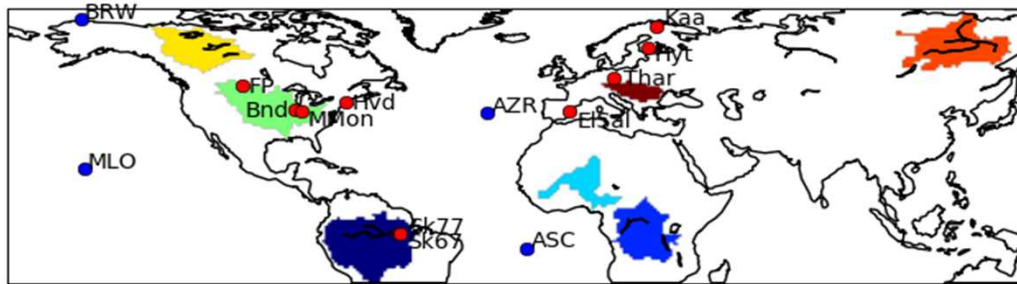 BRW
Kaa
Hyt
FP
Thar
Bnd
Hvd
MMon
AZR
ElSal
MLO
Sk77
Sk67
ASC